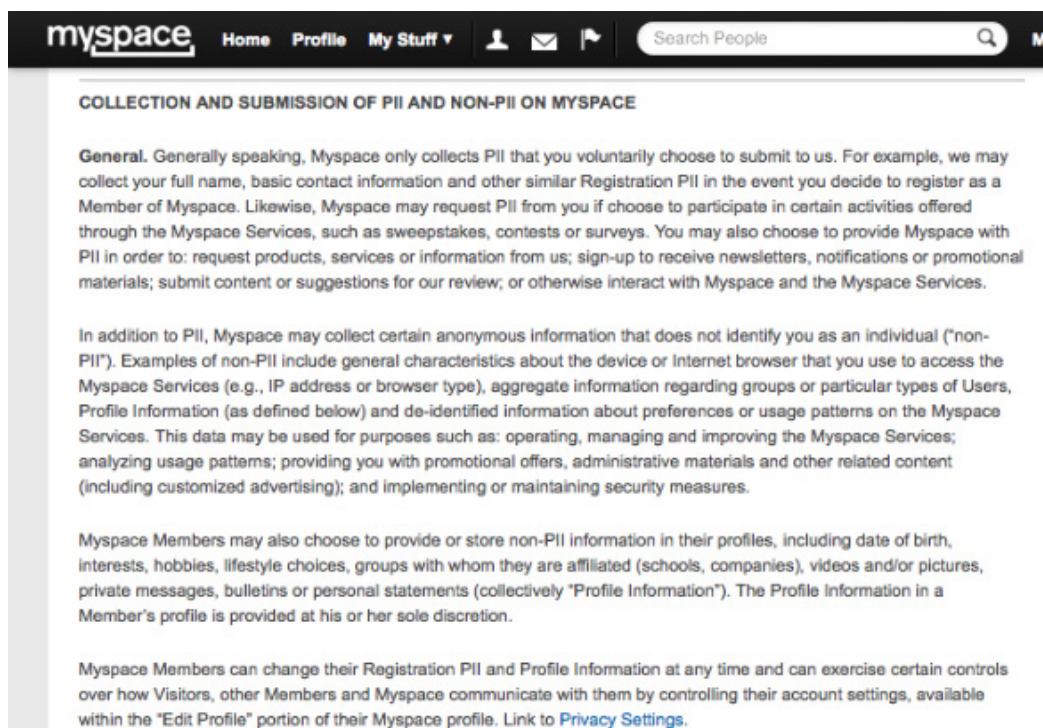 myspace Home Profile My Stuff ▾ Search People M
COLLECTION AND SUBMISSION OF PII AND NON-PII ON MYSPACE
General. Generally speaking, Myspace only collects PII that you voluntarily choose to submit to us. For example, we may
collect your full name, basic contact information and other similar Registration PII in the event you decide to register as a
Member of Myspace. Likewise, Myspace may request PII from you if choose to participate in certain activities offered
through the Myspace Services, such as sweepstakes, contests or surveys. You may also choose to provide Myspace with
PII in order to: request products, services or information from us; sign-up to receive newsletters, notifications or promotional
materials; submit content or suggestions for our review; or otherwise interact with Myspace and the Myspace Services.
In addition to PII, Myspace may collect certain anonymous information that does not identify you as an individual (“non-
PII”). Examples of non-PII include general characteristics about the device or Internet browser that you use to access the
Myspace Services (e.g., IP address or browser type), aggregate information regarding groups or particular types of Users,
Profile Information (as defined below) and de-identified information about preferences or usage patterns on the Myspace
Services. This data may be used for purposes such as: operating, managing and improving the Myspace Services;
analyzing usage patterns; providing you with promotional offers, administrative materials and other related content
(including customized advertising); and implementing or maintaining security measures.
Myspace Members may also choose to provide or store non-PII information in their profiles, including date of birth,
interests, hobbies, lifestyle choices, groups with whom they are affiliated (schools, companies), videos and/or pictures,
private messages, bulletins or personal statements (collectively “Profile Information”). The Profile Information in a
Member’s profile is provided at his or her sole discretion.
Myspace Members can change their Registration PII and Profile Information at any time and can exercise certain controls
over how Visitors, other Members and Myspace communicate with them by controlling their account settings, available
within the "Edit Profile" portion of their Myspace profile. Link to Privacy Settings.